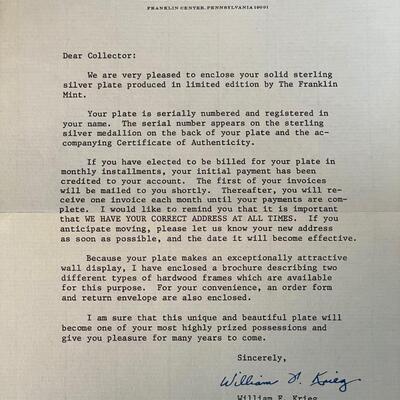 FRANKLIN CENTER, PENNSYLVANIA 19091
Dear Collector:
We are very pleased to enclose your solid sterling
silver plate produced in limited edition by The Franklin
Mint.
Your plate is serially numbered and registered in
your name. The serial number appears on the sterling
silver medallion on the back of your plate and the ac-
companying Certificate of Authenticity.
If you have elected to be billed for your plate in
monthly installments, your initial payment has been
credited to your account. The first of your invoices
will be mailed to you shortly. Thereafter, you will re-
ceive one invoice each month until your payments are com-
plete. I would like to remind you that it is important
that WE HAVE YOUR CORRECT ADDRESS AT ALL TIMES. If you
anticipate moving, please let us know your new address
as soon as possible, and the date it will become effective.
Because your plate makes an exceptionally attractive
wall display, I have enclosed a brochure describing two
different types of hardwood frames which are available
for this purpose. For your convenience, an order form
and return envelope are also enclosed.
I am sure that this unique and beautiful plate will
become one of your most highly prized possessions and
give you pleasure for many years to come.
Sincerely,
William F. Krieg
William F. Krieg